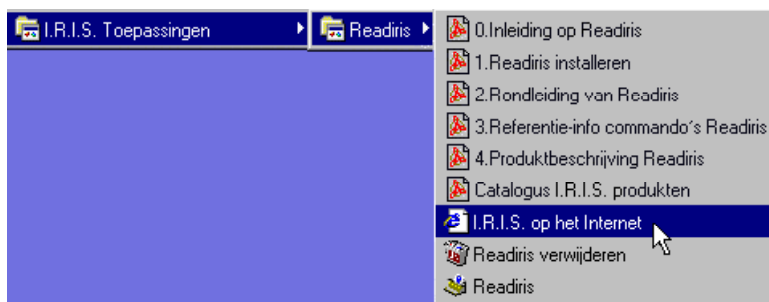 I.R.I.S. Toepassingen
Readiris
0.Inleiding op Readiris
1.Readiris installeren
2.Rondleiding van Readiris
3.Referentie-info commando´s Readiris
4.Produktbeschrijving Readiris
Catalogus I.R.I.S. produkten
I.R.I.S. op het Internet
Readiris verwijderen
Readiris